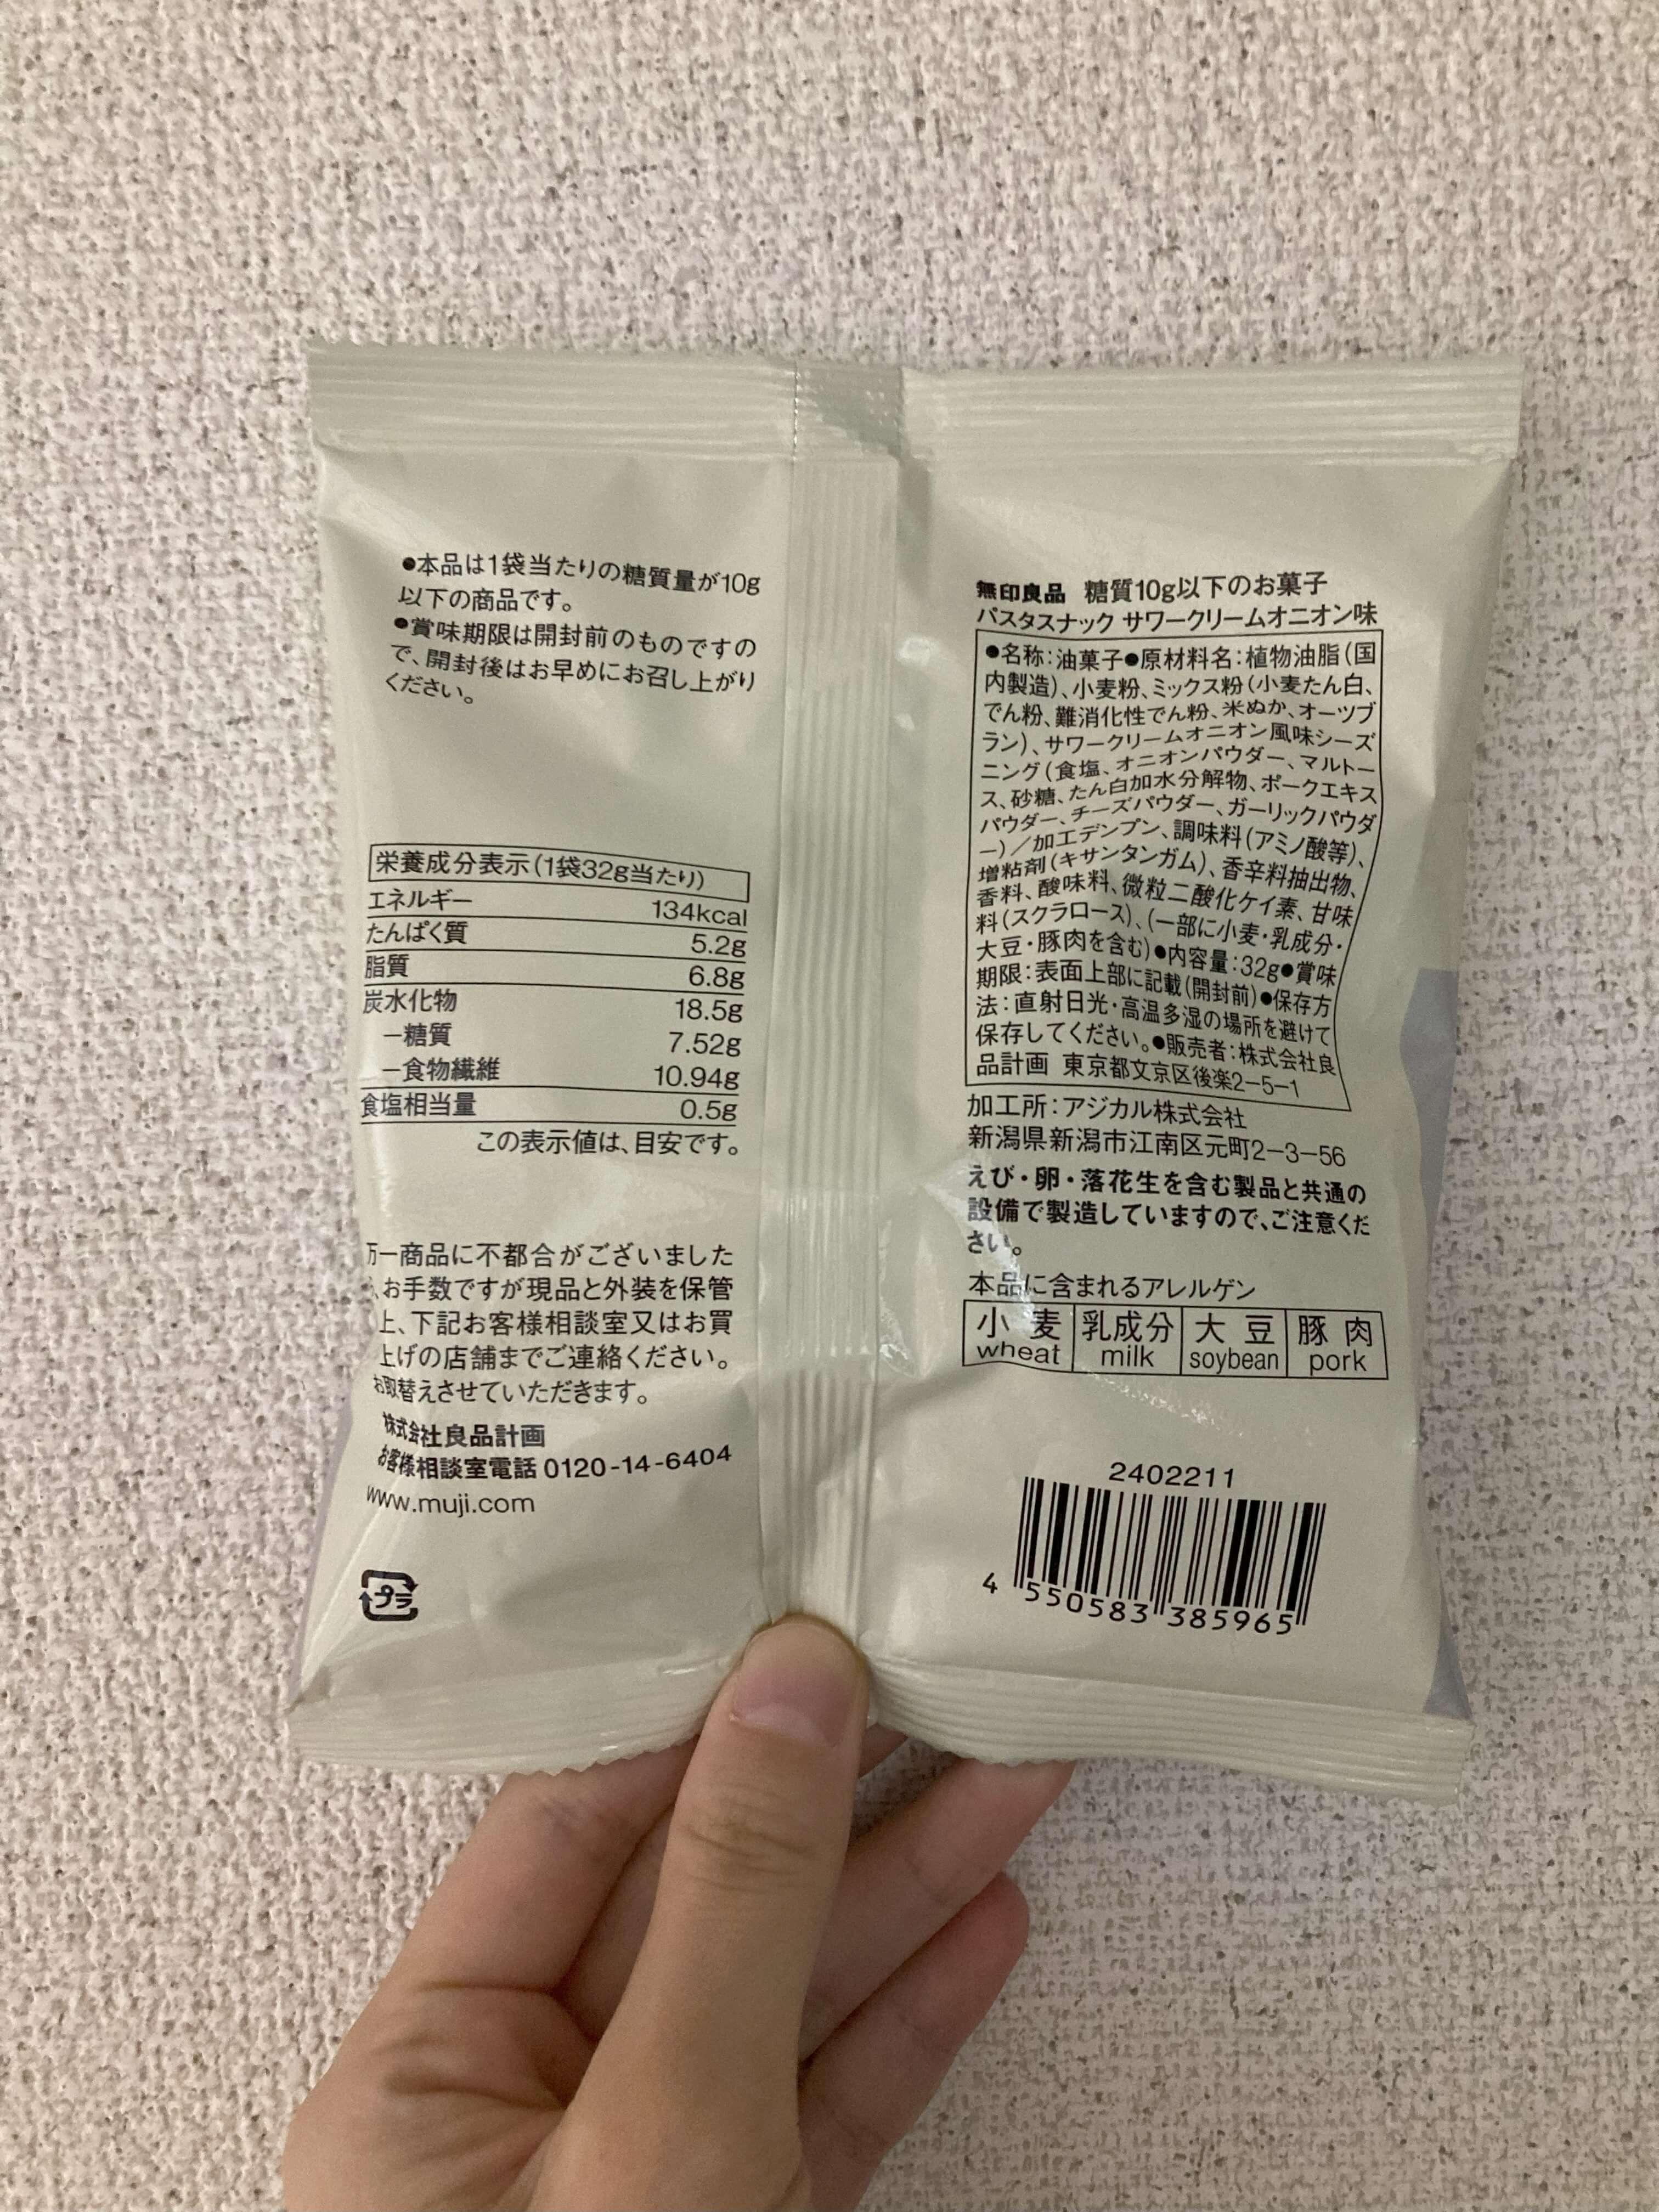 ●本品は1袋当たりの糖質量が10g
以下の商品です。
●賞味期限は開封前のものですの
で、開封後はお早めにお召し上がり
ください。
栄養成分表示(1袋32g当たり)
エネルギー 134kcal
たんぱく質 5.2g
脂質 6.8g
炭水化物 18.5g
−糖質 7.52g
−食物繊維 10.94g
食塩相当量 0.5g
この表示値は、目安です。
万一商品に不都合がございました
、お手数ですが現品と外装を保管
上、下記お客様相談室又はお買
上げの店舗までご連絡ください。
お取替えさせていただきます。
株式会社良品計画
お客様相談室電話 0120-14-6404
www.muji.com
プラ
無印良品 糖質10g以下のお菓子
パスタスナック サワークリームオニオン味
●名称:油菓子●原材料名:植物油脂(国
内製造)、小麦粉、ミックス粉(小麦たん白、
でん粉、難消化性でん粉、米ぬか、オーツブ
ラン)、サワークリームオニオン風味シーズ
ニング(食塩、オニオンパウダー、マルトー
ス、砂糖、たん白加水分解物、ポークエキス
パウダー、チーズパウダー、ガーリックパウダ
ー)/加工デンプン、調味料(アミノ酸等)、
増粘剤(キサンタンガム)、香辛料抽出物、
香料、酸味料、微粒二酸化ケイ素、甘味
料(スクラロース)、(一部に小麦・乳成分・
大豆・豚肉を含む)●内容量:32g●賞味
期限:表面上部に記載(開封前)●保存方
法:直射日光・高温多湿の場所を避けて
保存してください。●販売者:株式会社良
品計画 東京都文京区後楽2−5−1
加工所:アジカル株式会社
新潟県新潟市江南区元町2−3−56
えび・卵・落花生を含む製品と共通の
設備で製造していますので、ご注意くだ
さい。
本品に含まれるアレルゲン
小麦 乳成分 大豆 豚肉
wheat milk soybean pork
2402211
4 550583 385965